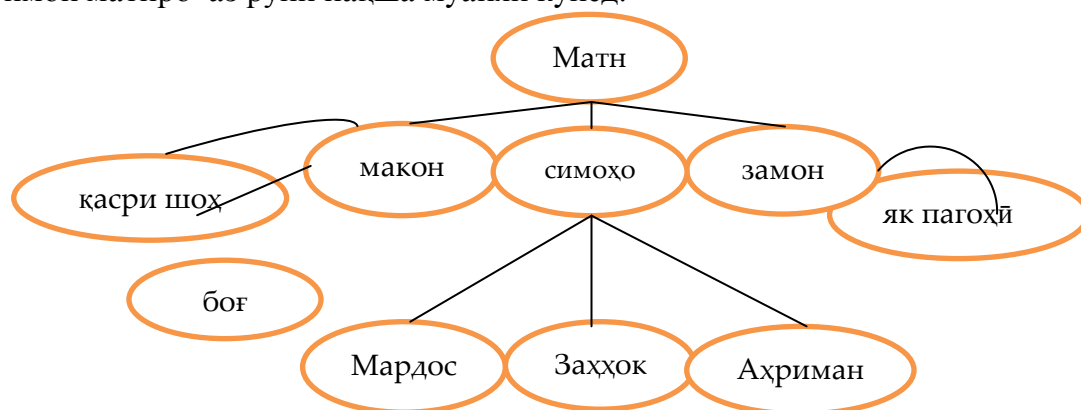 Матн
макон
симоҳо
замон
қасри шоҳ
як пагоҳӣ
боғ
Мардос
Заҳҳок
Аҳриман